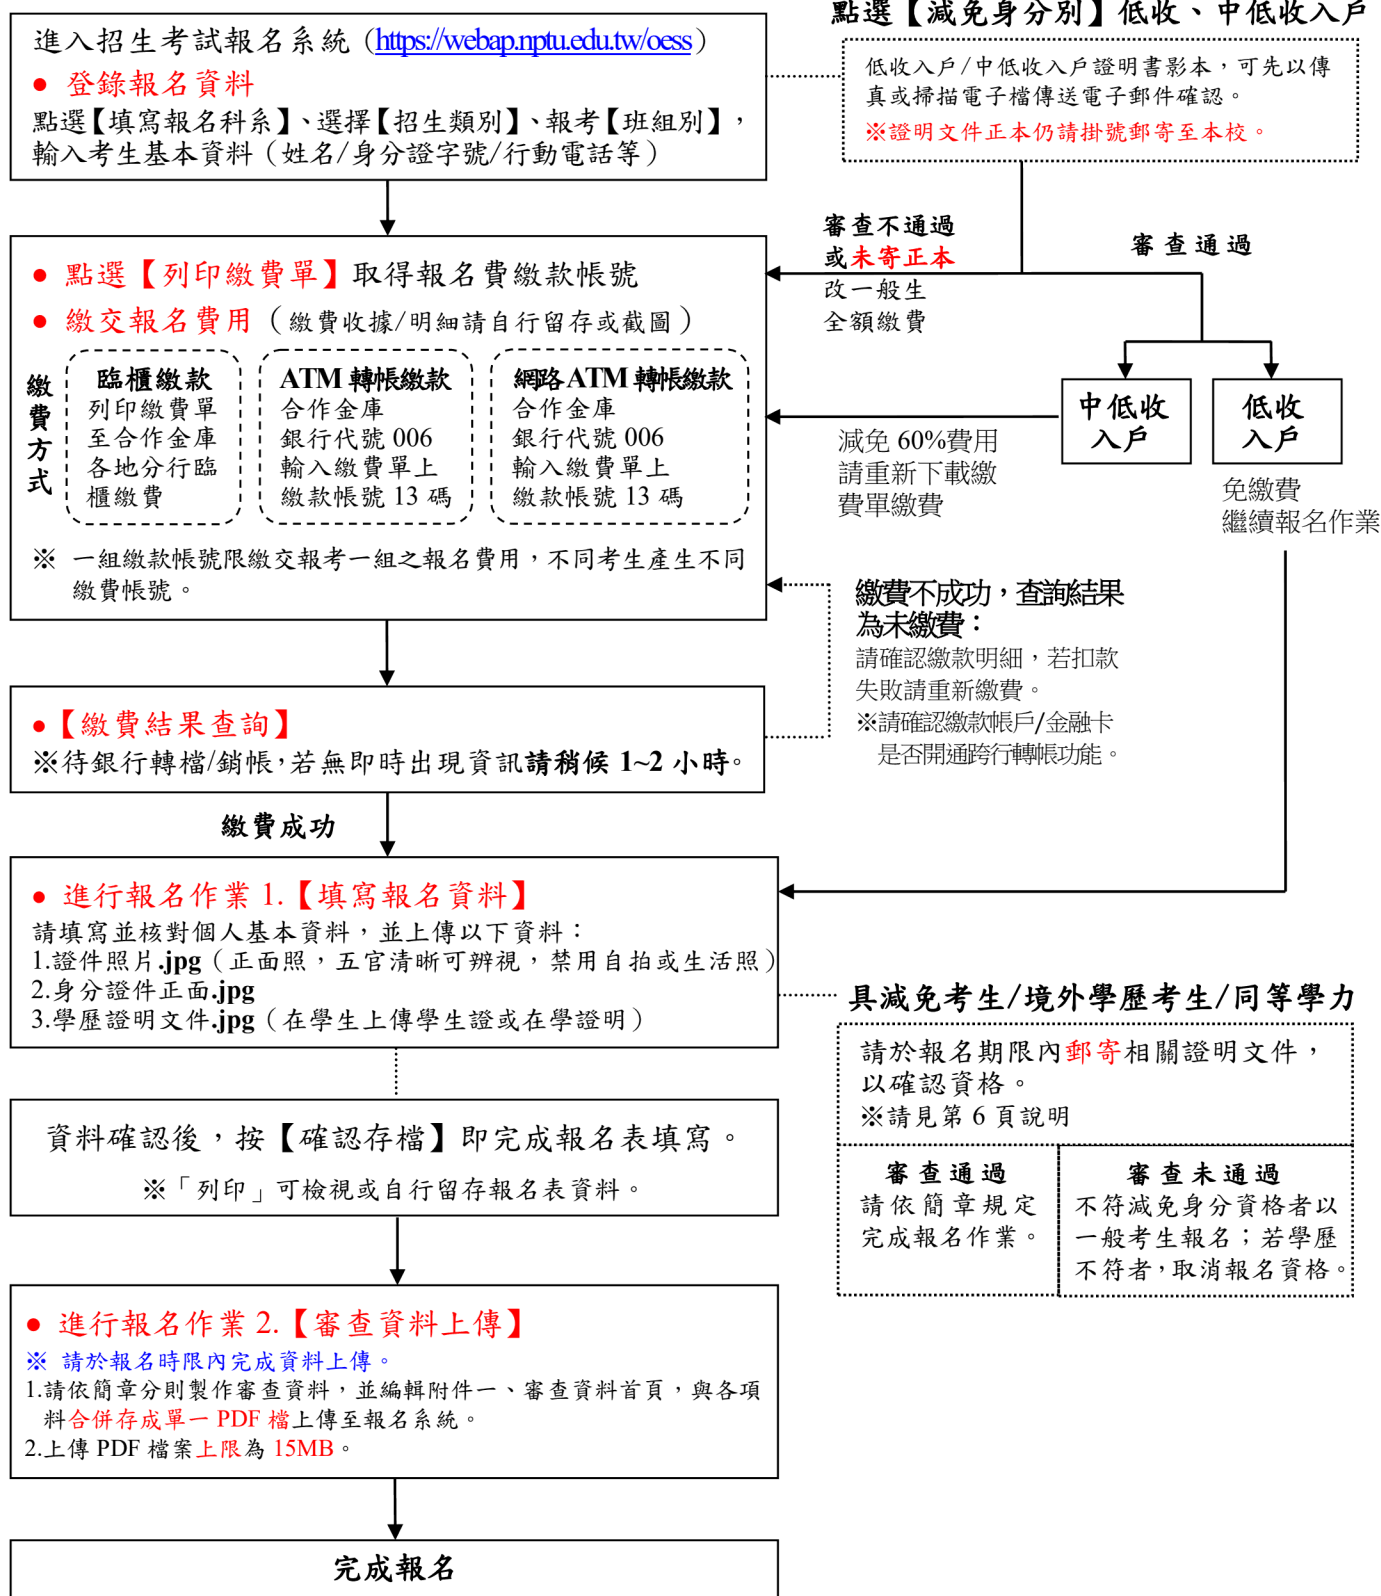 進入招生考試報名系統 (https://webap.nptu.edu.tw/oess)
● 登錄報名資料
點選【填寫報名科系】、選擇【招生類別】、報考【班組別】，
輸入考生基本資料（姓名/身分證字號/行動電話等）
點選【減免身分別】低收、中低收入戶
低收入戶/中低收入戶證明書影本，可先以傳
真或掃描電子檔傳送電子郵件確認。
※證明文件正本仍請掛號郵寄至本校。
審查不通過
或未寄正本
改一般生
全額繳費
審查通過
● 點選【列印繳費單】取得報名費繳款帳號
● 繳交報名費用（繳費收據/明細請自行留存或截圖）
繳費方式
臨櫃繳款
列印繳費單
至合作金庫
各地分行臨
櫃繳費
ATM 轉帳繳款
合作金庫
銀行代號 006
輸入繳費單上
繳款帳號 13 碼
網路 ATM 轉帳繳款
合作金庫
銀行代號 006
輸入繳費單上
繳款帳號 13 碼
※ 一組繳款帳號限繳交報考一組之報名費用，不同考生產生不同
繳費帳號。
中低收
入戶
低收
入戶
減免 60%費用
請重新下載繳
費單繳費
免繳費
繼續報名作業
繳費不成功，查詢結果
為未繳費：
請確認繳款明細，若扣款
失敗請重新繳費。
※請確認繳款帳戶/金融卡
是否開通跨行轉帳功能。
●【繳費結果查詢】
※待銀行轉檔/銷帳，若無即時出現資訊請稍候 1~2 小時。
繳費成功
● 進行報名作業 1.【填寫報名資料】
請填寫並核對個人基本資料，並上傳以下資料：
1.證件照片.jpg（正面照，五官清晰可辨視，禁用自拍或生活照）
2.身分證件正面.jpg
3.學歷證明文件.jpg（在學生上傳學生證或在學證明）
具減免考生/境外學歷考生/同等學力
請於報名期限內郵寄相關證明文件，
以確認資格。
※請見第 6 頁說明
審查通過
請依簡章規定
完成報名作業。
審查未通過
不符減免身分資格者以
一般考生報名；若學歷
不符者，取消報名資格。
資料確認後，按【確認存檔】即完成報名表填寫。
※「列印」可檢視或自行留存報名表資料。
● 進行報名作業 2.【審查資料上傳】
※ 請於報名時限內完成資料上傳。
1.請依簡章分則製作審查資料，並編輯附件一、審查資料首頁，與各項
料合併存成單一 PDF 檔上傳至報名系統。
2.上傳 PDF 檔案上限為 15MB。
完成報名